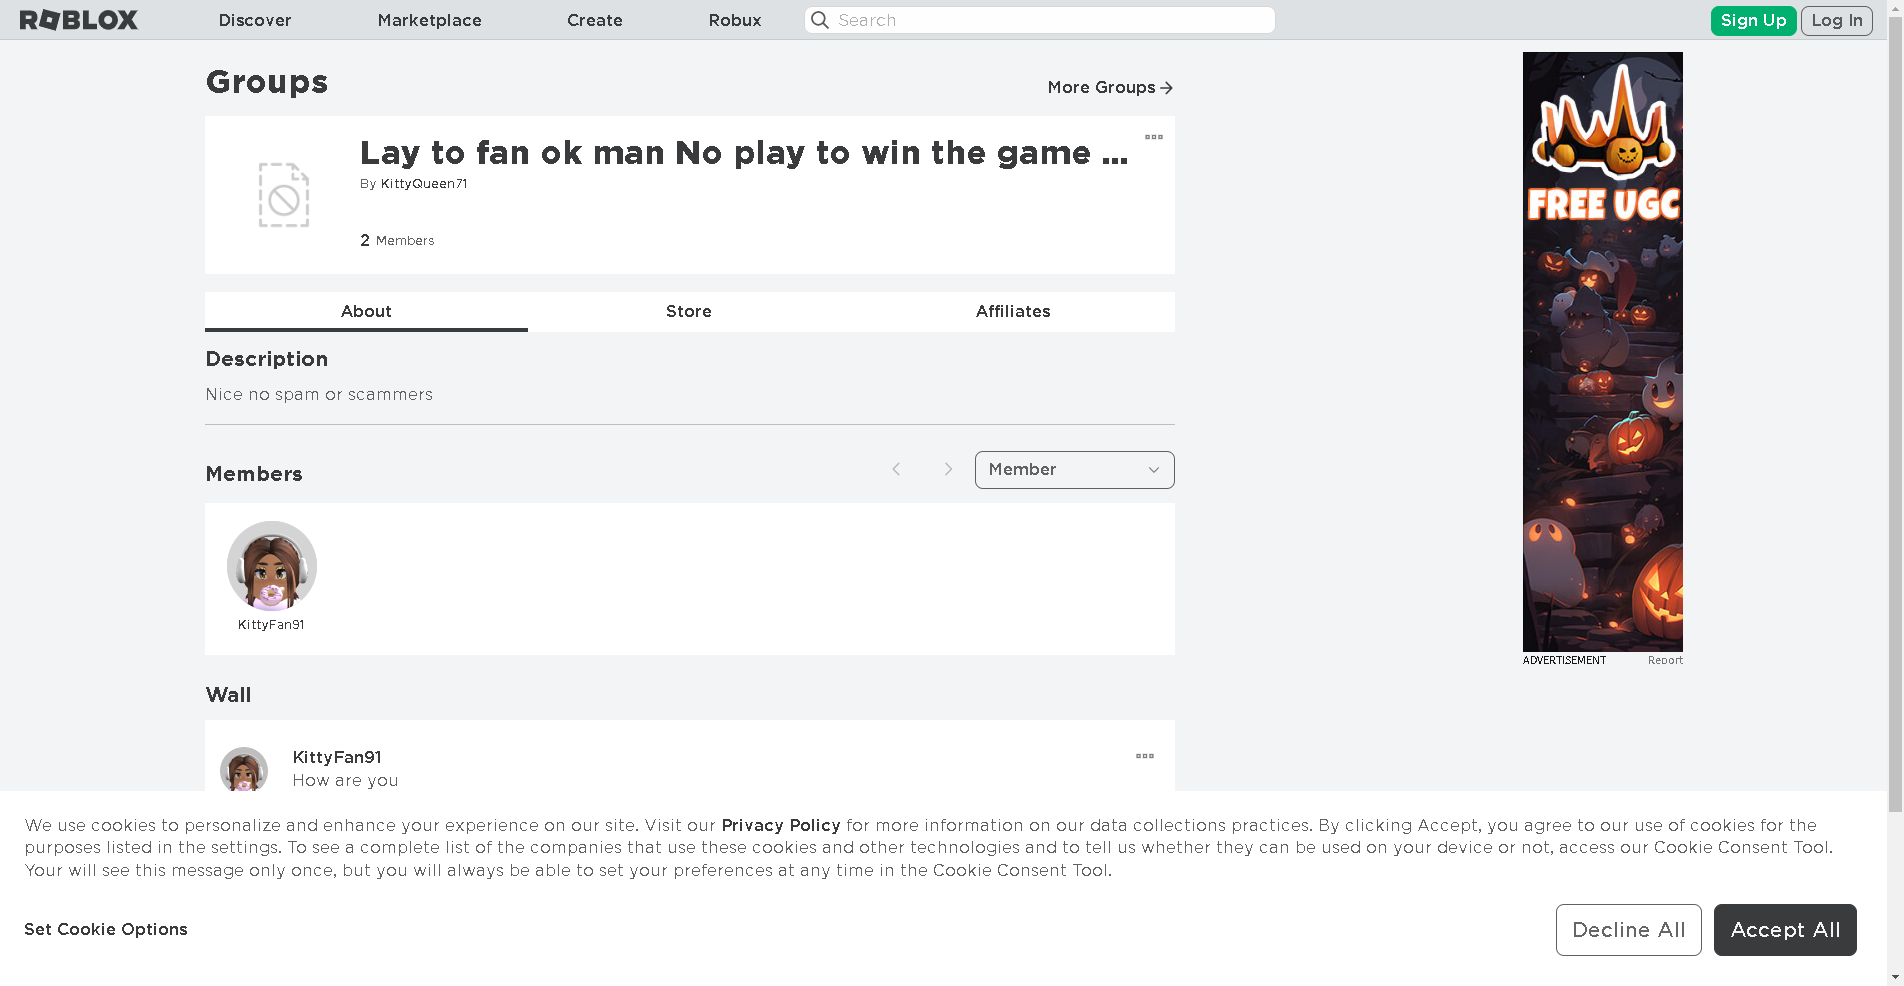 ROBLOX
Discover
Marketplace
Create
Robux
Search
Sign Up
Log In
Groups
More Groups
Lay to fan ok man No play to win the game ...
By KittyQueen71
2 Members
About
Store
Affiliates
Description
Nice no spam or scammers
Members
Member
KittyFan91
Wall
KittyFan91
How are you
FREE UGC
ADVERTISEMENT
Report
We use cookies to personalize and enhance your experience on our site. Visit our Privacy Policy for more information on our data collections practices. By clicking Accept, you agree to our use of cookies for the
purposes listed in the settings. To see a complete list of the companies that use these cookies and other technologies and to tell us whether they can be used on your device or not, access our Cookie Consent Tool.
Your will see this message only once, but you will always be able to set your preferences at any time in the Cookie Consent Tool.
Set Cookie Options
Decline All
Accept All